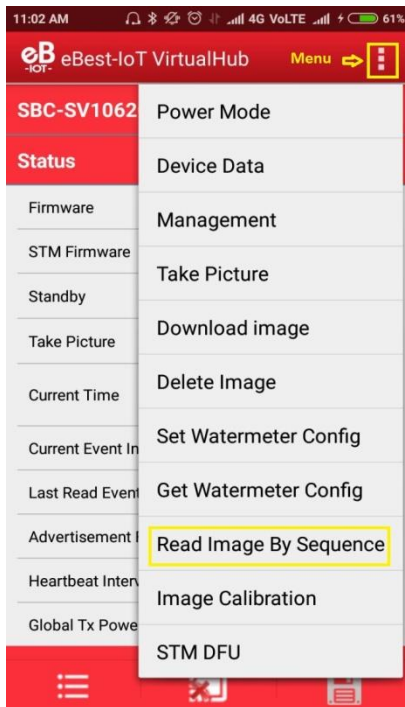 11:02 AM 4G VoLTE 61%
eB -IOT- eBest-IoT VirtualHub Menu
SBC-SV1062
Status
Firmware
STM Firmware
Standby
Take Picture
Current Time
Current Event In
Last Read Event
Advertisement
Heartbeat Interv
Global Tx Powe
Power Mode
Device Data
Management
Take Picture
Download image
Delete Image
Set Watermeter Config
Get Watermeter Config
Read Image By Sequence
Image Calibration
STM DFU